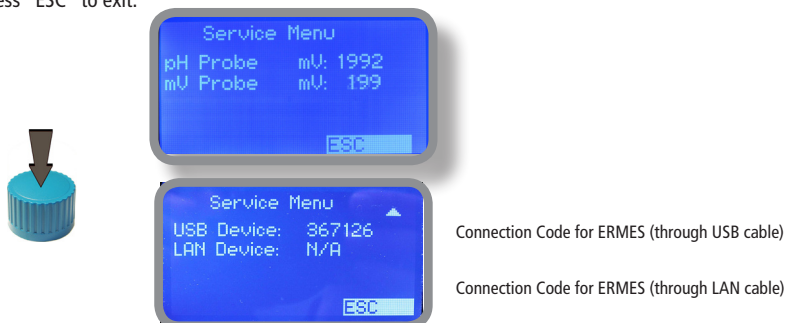 ess "ESC" to exit.
Service Menu
pH Probe mV: 1992
mV Probe mV: 199
ESC
Service Menu
USB Device: 367126
LAN Device: N/A
ESC
Connection Code for ERMES (through USB cable)
Connection Code for ERMES (through LAN cable)